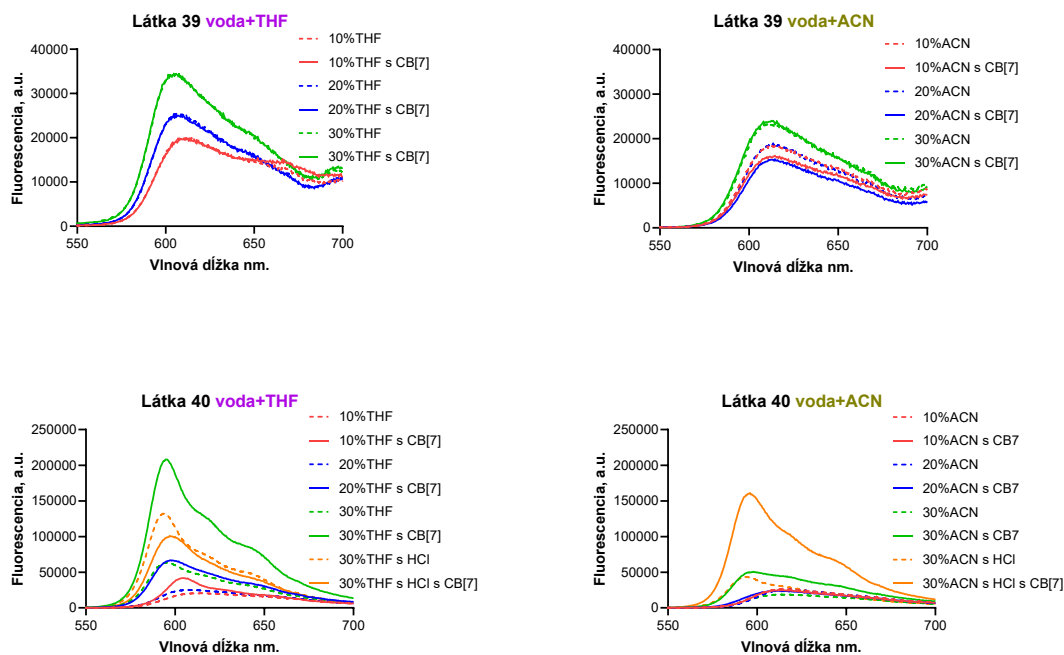 Látka 39 voda+THF
Fluorescencia, a.u.
40000
30000
20000
10000
0
550
600
650
700
Vlnová dĺžka nm.
10%THF
10%THF s CB[7]
20%THF
20%THF s CB[7]
30%THF
30%THF s CB[7]
Látka 39 voda+ACN
Fluorescencia, a.u.
40000
30000
20000
10000
0
550
600
650
700
Vlnová dĺžka nm.
10%ACN
10%ACN s CB[7]
20%ACN
20%ACN s CB[7]
30%ACN
30%ACN s CB[7]
Látka 40 voda+THF
Fluorescencia, a.u.
250000
200000
150000
100000
50000
0
550
600
650
700
Vlnová dĺžka nm.
10%THF
10%THF s CB[7]
20%THF
20%THF s CB[7]
30%THF
30%THF s CB[7]
30%THF s HCl
30%THF s HCl s CB[7]
Látka 40 voda+ACN
Fluorescencia, a.u.
250000
200000
150000
100000
50000
0
550
600
650
700
Vlnová dĺžka nm.
10%ACN
10%ACN s CB7
20%ACN
20%ACN s CB7
30%ACN
30%ACN s CB7
30%ACN s HCl
30%ACN s HCl s CB[7]